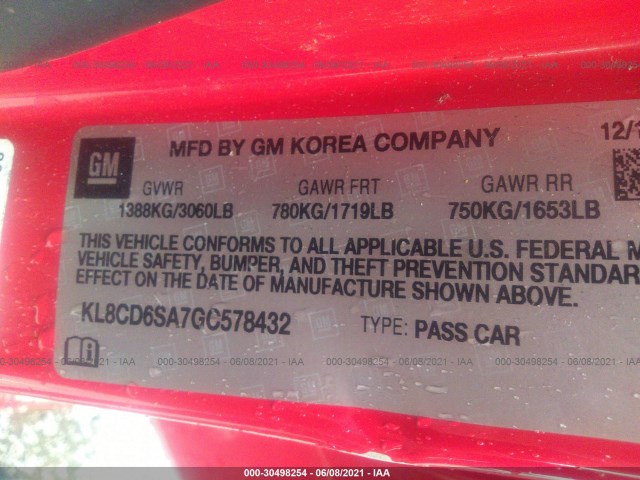 MFD BY GM KOREA COMPANY 12/1
GM
GVWR GAWR FRT GAWR RR
1388KG/3060LB 780KG/1719LB 750KG/1653LB
THIS VEHICLE CONFORMS TO ALL APPLICABLE U.S. FEDERAL M
VEHICLE SAFETY, BUMPER, AND THEFT PREVENTION STANDAR
EFFECT ON THE DATE OF MANUFACTURE SHOWN ABOVE.
KL8CD6SA7GC578432 TYPE: PASS CAR
000-30498254 - 06/08/2021 - IAA